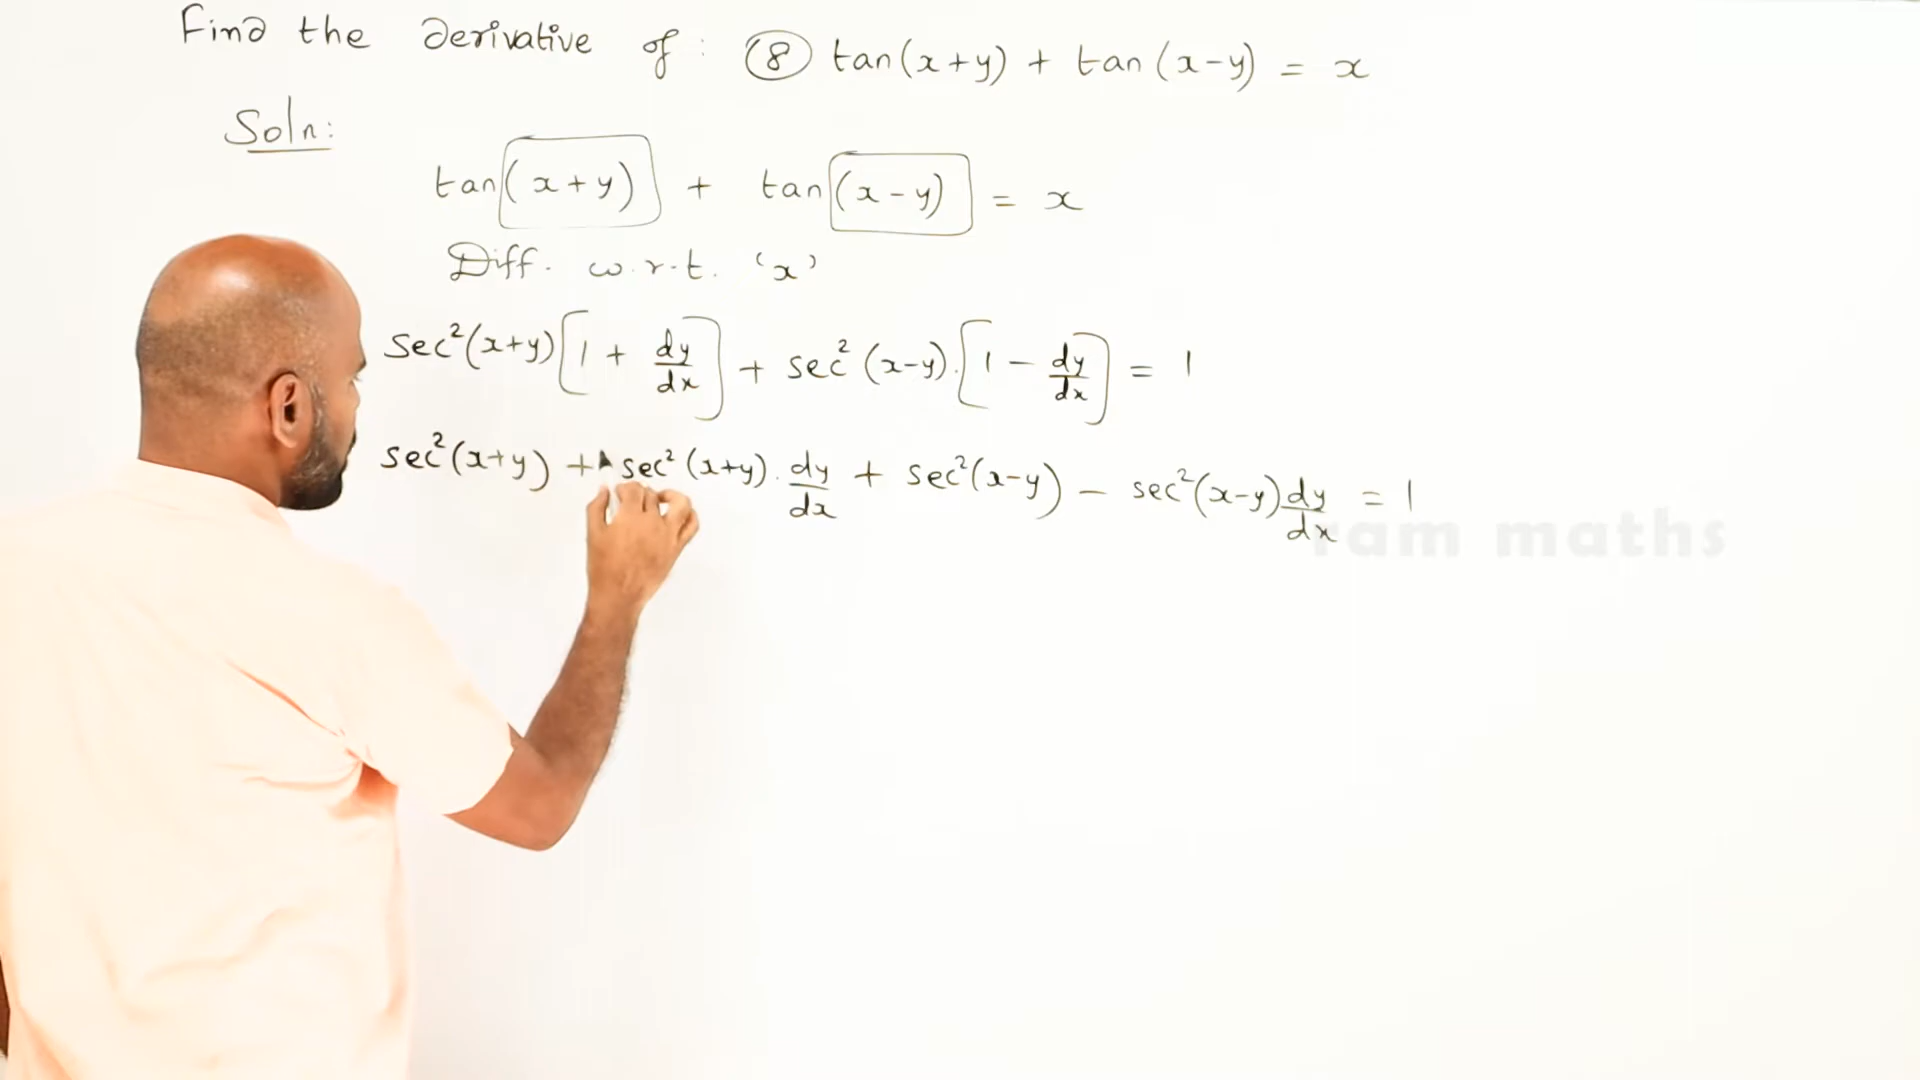 Find the derivative of : ⑧ tan(x+y) + tan(x-y) = x
Soln:
tan(x+y) + tan(x-y) = x
Diff. w.r.t. 'x'
sec²(x+y)[1 + dy/dx] + sec²(x-y).[1 - dy/dx] = 1
sec²(x+y) + sec²(x+y). dy/dx + sec²(x-y) - sec²(x-y) dy/dx = 1
ram maths